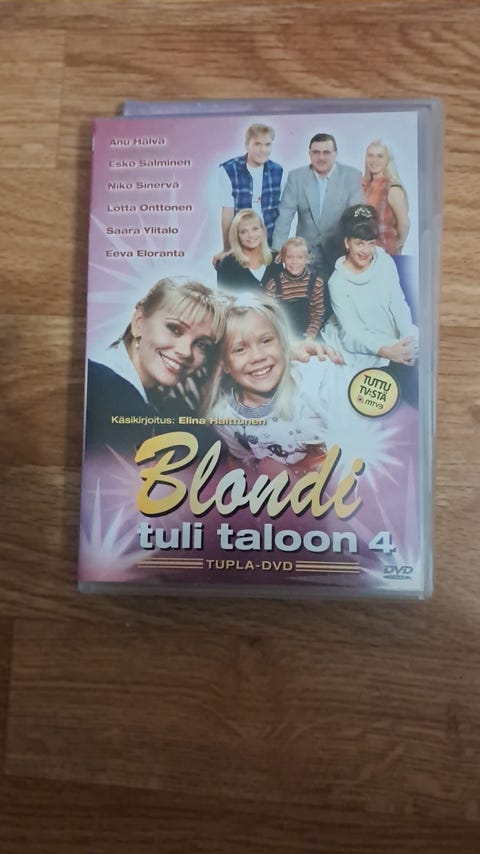 Anu Hälvä
Esko Salminen
Niko Sinervä
Lotta Onttonen
Saara Ylitalo
Eeva Eloranta
TUTTU
TV:STÄ
mtv3
Käsikirjoitus: Elina Halttunen
Blondi
tuli taloon 4
TUPLA-DVD
DVD
VIDEO